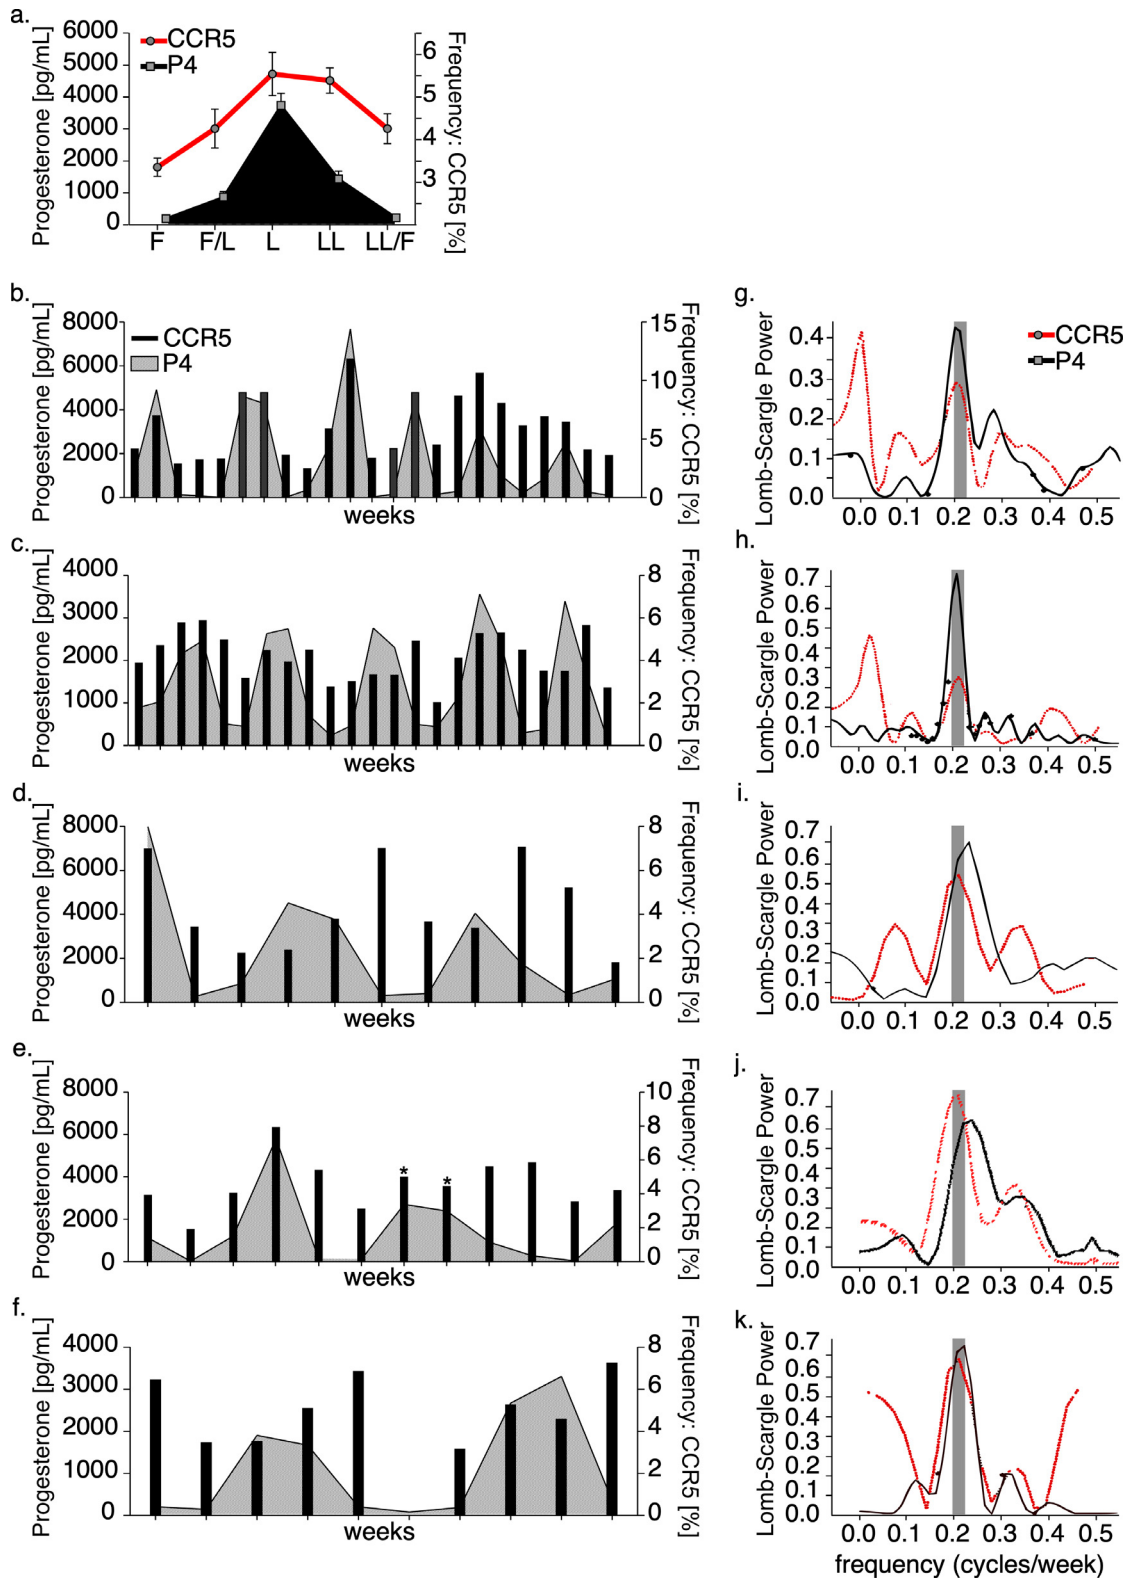 a.
Progesterone [pg/mL]
6000
5000
4000
3000
2000
1000
0
CCR5
P4
F F/L L LL LL/F
6
5
4
3
Frequency: CCR5 [%]
b.
Progesterone [pg/mL]
8000
6000
4000
2000
0
CCR5
P4
weeks
15
10
5
0
Frequency: CCR5 [%]
g.
Lomb-Scargle Power
0.4
0.3
0.2
0.1
0.0
CCR5
P4
0.0 0.1 0.2 0.3 0.4 0.5
c.
Progesterone [pg/mL]
4000
3000
2000
1000
0
weeks
8
6
4
2
0
Frequency: CCR5 [%]
h.
Lomb-Scargle Power
0.7
0.6
0.5
0.4
0.3
0.2
0.1
0.0
0.0 0.1 0.2 0.3 0.4 0.5
d.
Progesterone [pg/mL]
8000
6000
4000
2000
0
weeks
8
6
4
2
0
Frequency: CCR5 [%]
i.
Lomb-Scargle Power
0.7
0.6
0.5
0.4
0.3
0.2
0.1
0.0
0.0 0.1 0.2 0.3 0.4 0.5
e.
Progesterone [pg/mL]
8000
6000
4000
2000
0
* *
weeks
10
8
6
4
2
0
Frequency: CCR5 [%]
j.
Lomb-Scargle Power
0.7
0.6
0.5
0.4
0.3
0.2
0.1
0.0
0.0 0.1 0.2 0.3 0.4 0.5
f.
Progesterone [pg/mL]
4000
3000
2000
1000
0
weeks
8
6
4
2
0
Frequency: CCR5 [%]
k.
Lomb-Scargle Power
0.7
0.6
0.5
0.4
0.3
0.2
0.1
0.0
0.0 0.1 0.2 0.3 0.4 0.5
frequency (cycles/week)